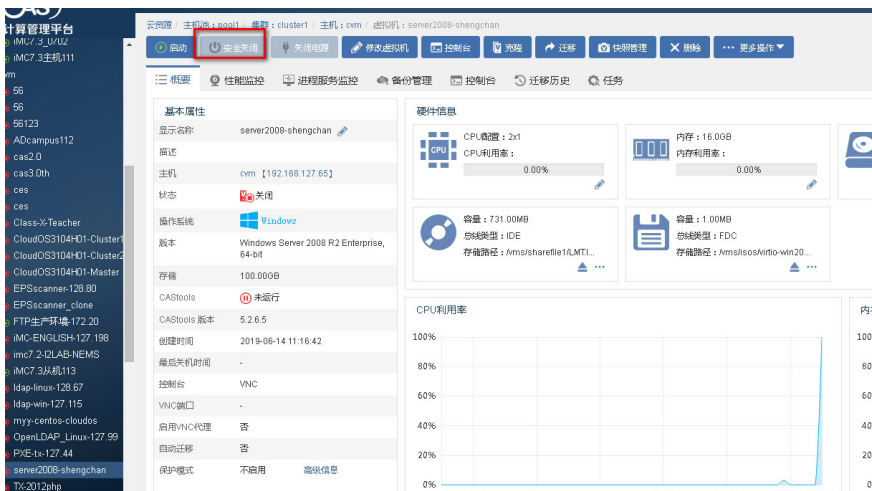 CAS)
计算管理平台
云资源 / 主机池：pool1 / 集群：cluster1 / 主机：cvm / 虚拟机：server2008-shengchan
启动
安全关闭
关闭电源
修改虚拟机
控制台
克隆
迁移
快照管理
删除
更多操作
iMC7.3_0702
iMC7.3主机111
vm
56
56
56123
ADcampus112
cas2.0
cas3.0th
ces
ces
Class-X-Teacher
CloudOS3104H01-Cluster1
CloudOS3104H01-Cluster2
CloudOS3104H01-Master
EPSscanner-128.80
EPSscanner_clone
FTP生产环境-172.20
iMC-ENGLISH-127.198
imc7.2-I2LAB-NEMS
iMC7.3从机113
ldap-linux-128.67
ldap-win-127.115
myy-centos-cloudos
OpenLDAP_Linux-127.99
PXE-tx-127.44
server2008-shengchan
TX-2012php
概要
性能监控
进程服务监控
备份管理
控制台
迁移历史
任务
基本属性
显示名称 server2008-shengchan
描述
主机 cvm【192.168.127.65】
状态 关闭
操作系统 Windows
版本 Windows Server 2008 R2 Enterprise,
64-bit
存储 100.00GB
CAStools 未运行
CAStools 版本 5.2.6.5
创建时间 2019-06-14 11:16:42
最后关机时间 -
控制台 VNC
VNC端口 -
启用VNC代理 否
自动迁移 否
保护模式 不启用 高级信息
硬件信息
CPU
CPU配置：2x1
CPU利用率：
0.00%
内存：16.0GB
内存利用率：
0.00%
容量：731.00MB
总线类型：IDE
存储路径：/vms/sharefile1/LMT...
容量：1.00MB
总线类型：FDC
存储路径：/vms/isos/virtio-win20...
CPU利用率
100%
80%
60%
40%
20%
0%
内
100
80
60
40
20
0